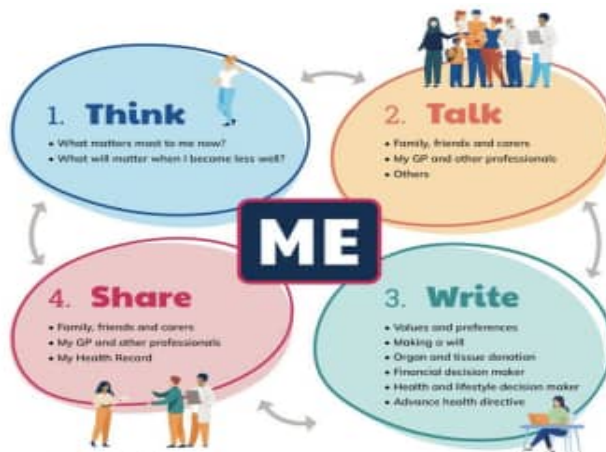 1. Think
• What matters most to me now?
• What will matter when I become less well?
2. Talk
• Family, friends and carers
• My GP and other professionals
• Others
ME
3. Write
• Values and preferences
• Making a will
• Organ and tissue donation
• Financial decision maker
• Health and lifestyle decision maker
• Advance health directive
4. Share
• Family, friends and carers
• My GP and other professionals
• My Health Record